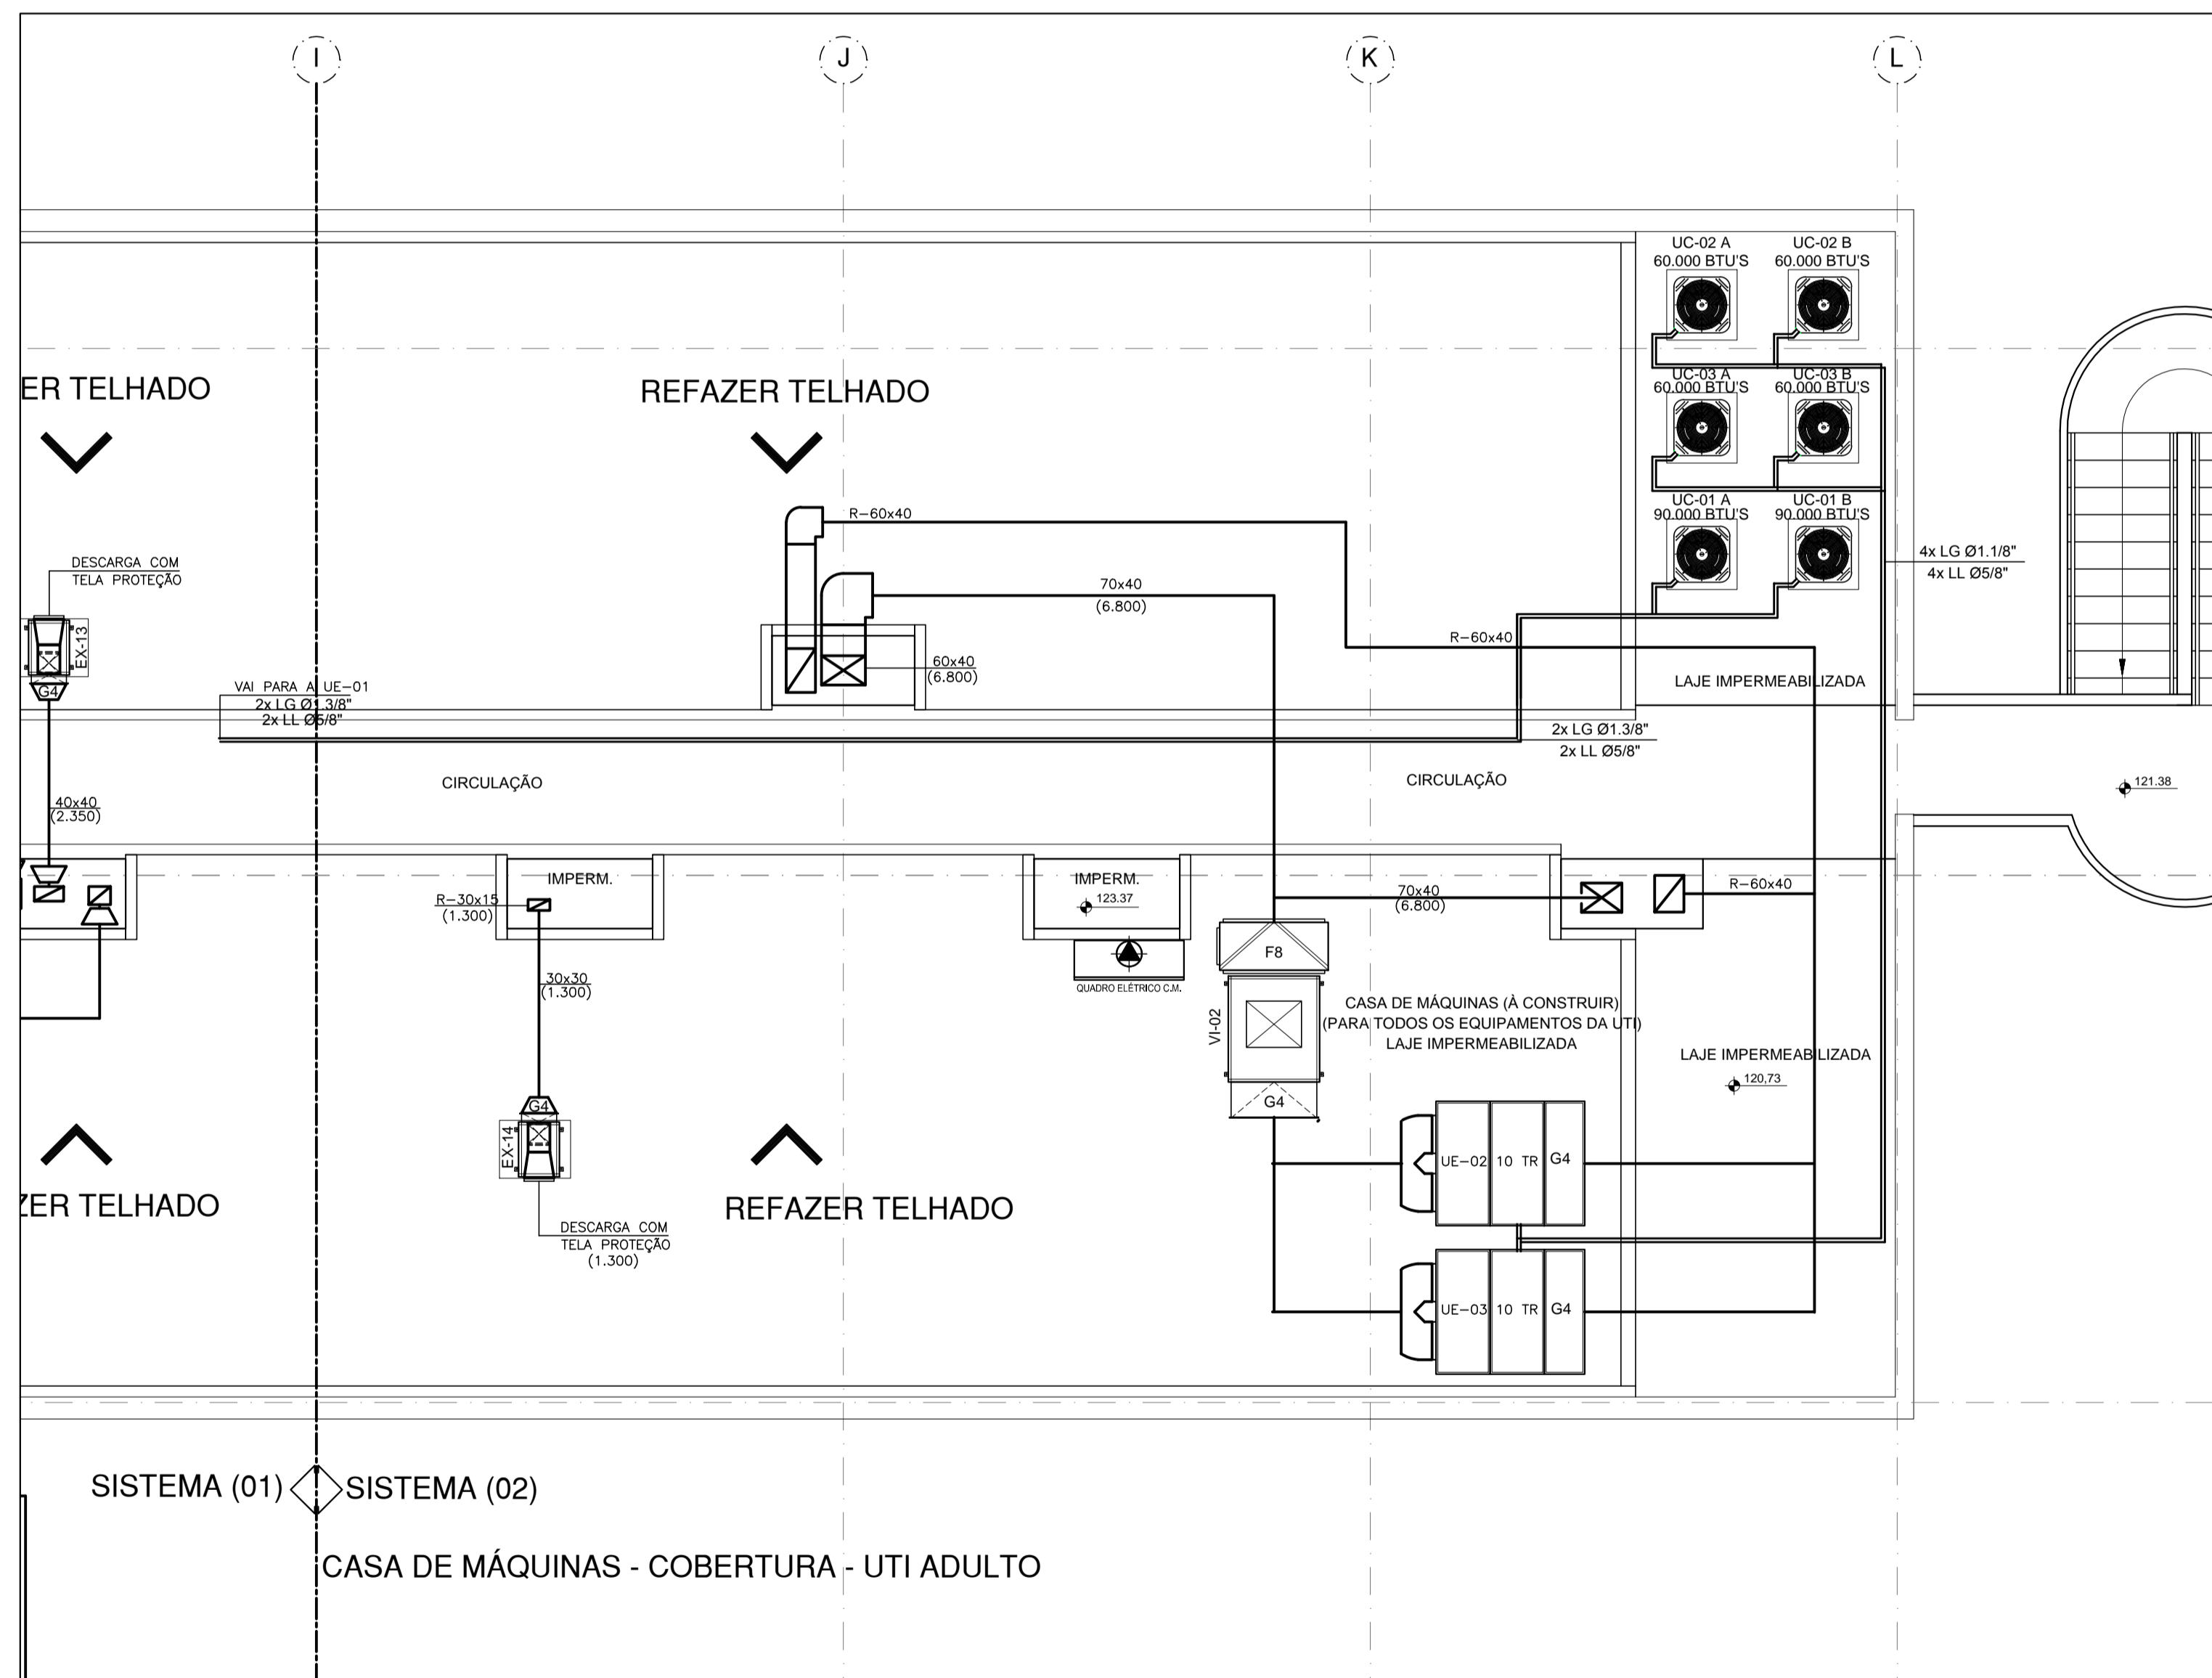 I
J
K
L
UC-02 A
60.000 BTU'S
UC-02 B
60.000 BTU'S
ER TELHADO
REFAZER TELHADO
UC-03 A
60.000 BTU'S
UC-03 B
60.000 BTU'S
UC-01 A
90.000 BTU'S
UC-01 B
90.000 BTU'S
R-60x40
4x LG Ø1.1/8"
4x LL Ø5/8"
DESCARGA COM
TELA PROTEÇÃO
70x40
(6.800)
EX-13
G4
R-60x40
60x40
(6.800)
VAI PARA A UE-01
2x LG Ø1.3/8"
2x LL Ø5/8"
LAJE IMPERMEABILIZADA
2x LG Ø1.3/8"
2x LL Ø5/8"
CIRCULAÇÃO
CIRCULAÇÃO
121.38
40x40
(2.350)
IMPERM.
R-30x15
(1.300)
IMPERM.
123.37
70x40
(6.800)
R-60x40
F8
30x30
(1.300)
QUADRO ELÉTRICO C.M.
VI-02
CASA DE MÁQUINAS (À CONSTRUIR)
(PARA TODOS OS EQUIPAMENTOS DA UTI)
LAJE IMPERMEABILIZADA
LAJE IMPERMEABILIZADA
120,73
G4
G4
EX-14
UE-02
10 TR
G4
ZER TELHADO
REFAZER TELHADO
DESCARGA COM
TELA PROTEÇÃO
(1.300)
UE-03
10 TR
G4
SISTEMA (01)
SISTEMA (02)
CASA DE MÁQUINAS - COBERTURA - UTI ADULTO